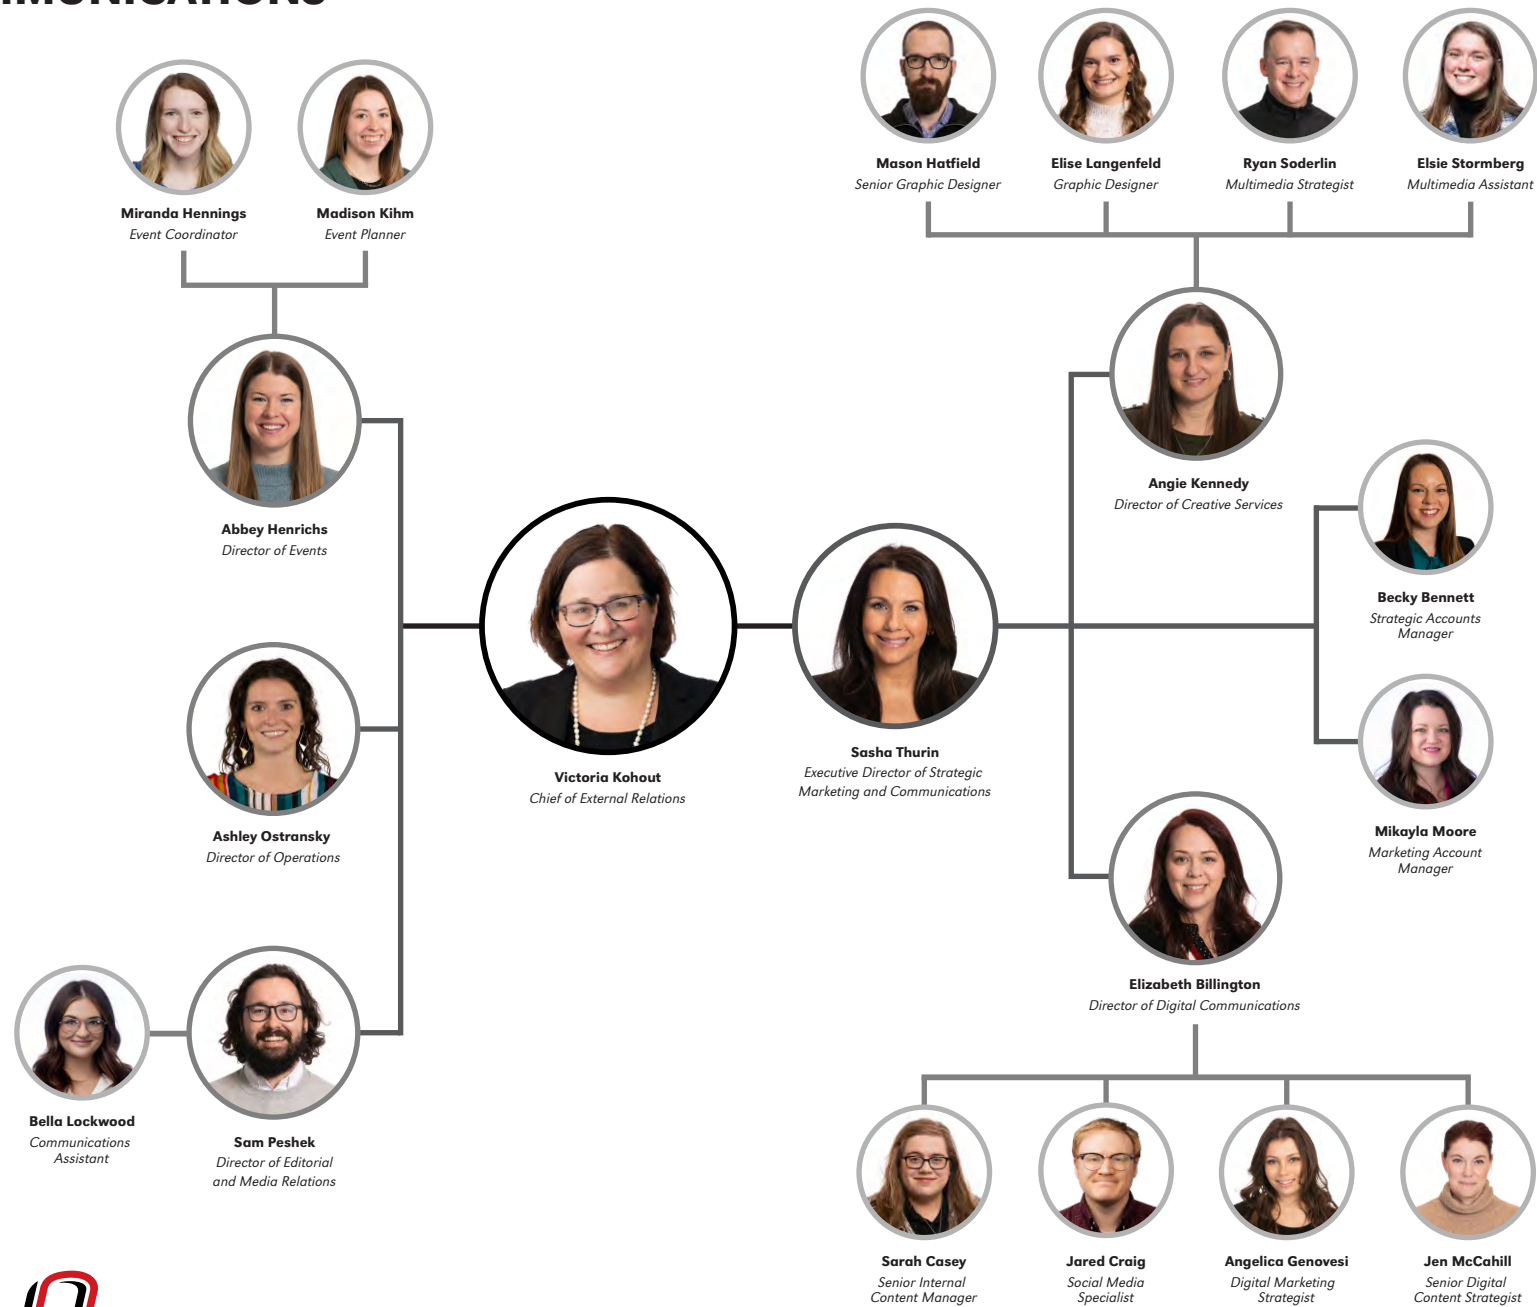 Mason Hatfield
Senior Graphic Designer
Elise Langenfeld
Graphic Designer
Ryan Soderlin
Multimedia Strategist
Elsie Stormberg
Multimedia Assistant
Miranda Hennings
Event Coordinator
Madison Kihm
Event Planner
Angie Kennedy
Director of Creative Services
Abbey Henrichs
Director of Events
Becky Bennett
Strategic Accounts
Manager
Victoria Kohout
Chief of External Relations
Sasha Thurin
Executive Director of Strategic
Marketing and Communications
Ashley Ostransky
Director of Operations
Mikayla Moore
Marketing Account
Manager
Elizabeth Billington
Director of Digital Communications
Bella Lockwood
Communications
Assistant
Sam Peshek
Director of Editorial
and Media Relations
Sarah Casey
Senior Internal
Content Manager
Jared Craig
Social Media
Specialist
Angelica Genovesi
Digital Marketing
Strategist
Jen McCahill
Senior Digital
Content Strategist